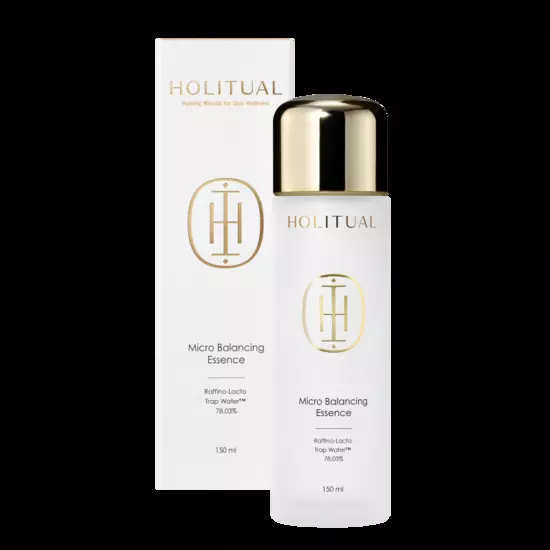 HOLITUAL
Holistic Rituals for Skin Wellness
H
Micro Balancing
Essence
Raffino-Lacto
Trap Water™
78.03%
150 ml
HOLITUAL
H
Micro Balancing
Essence
Raffino-Lacto
Trap Water™
78.03%
150 ml